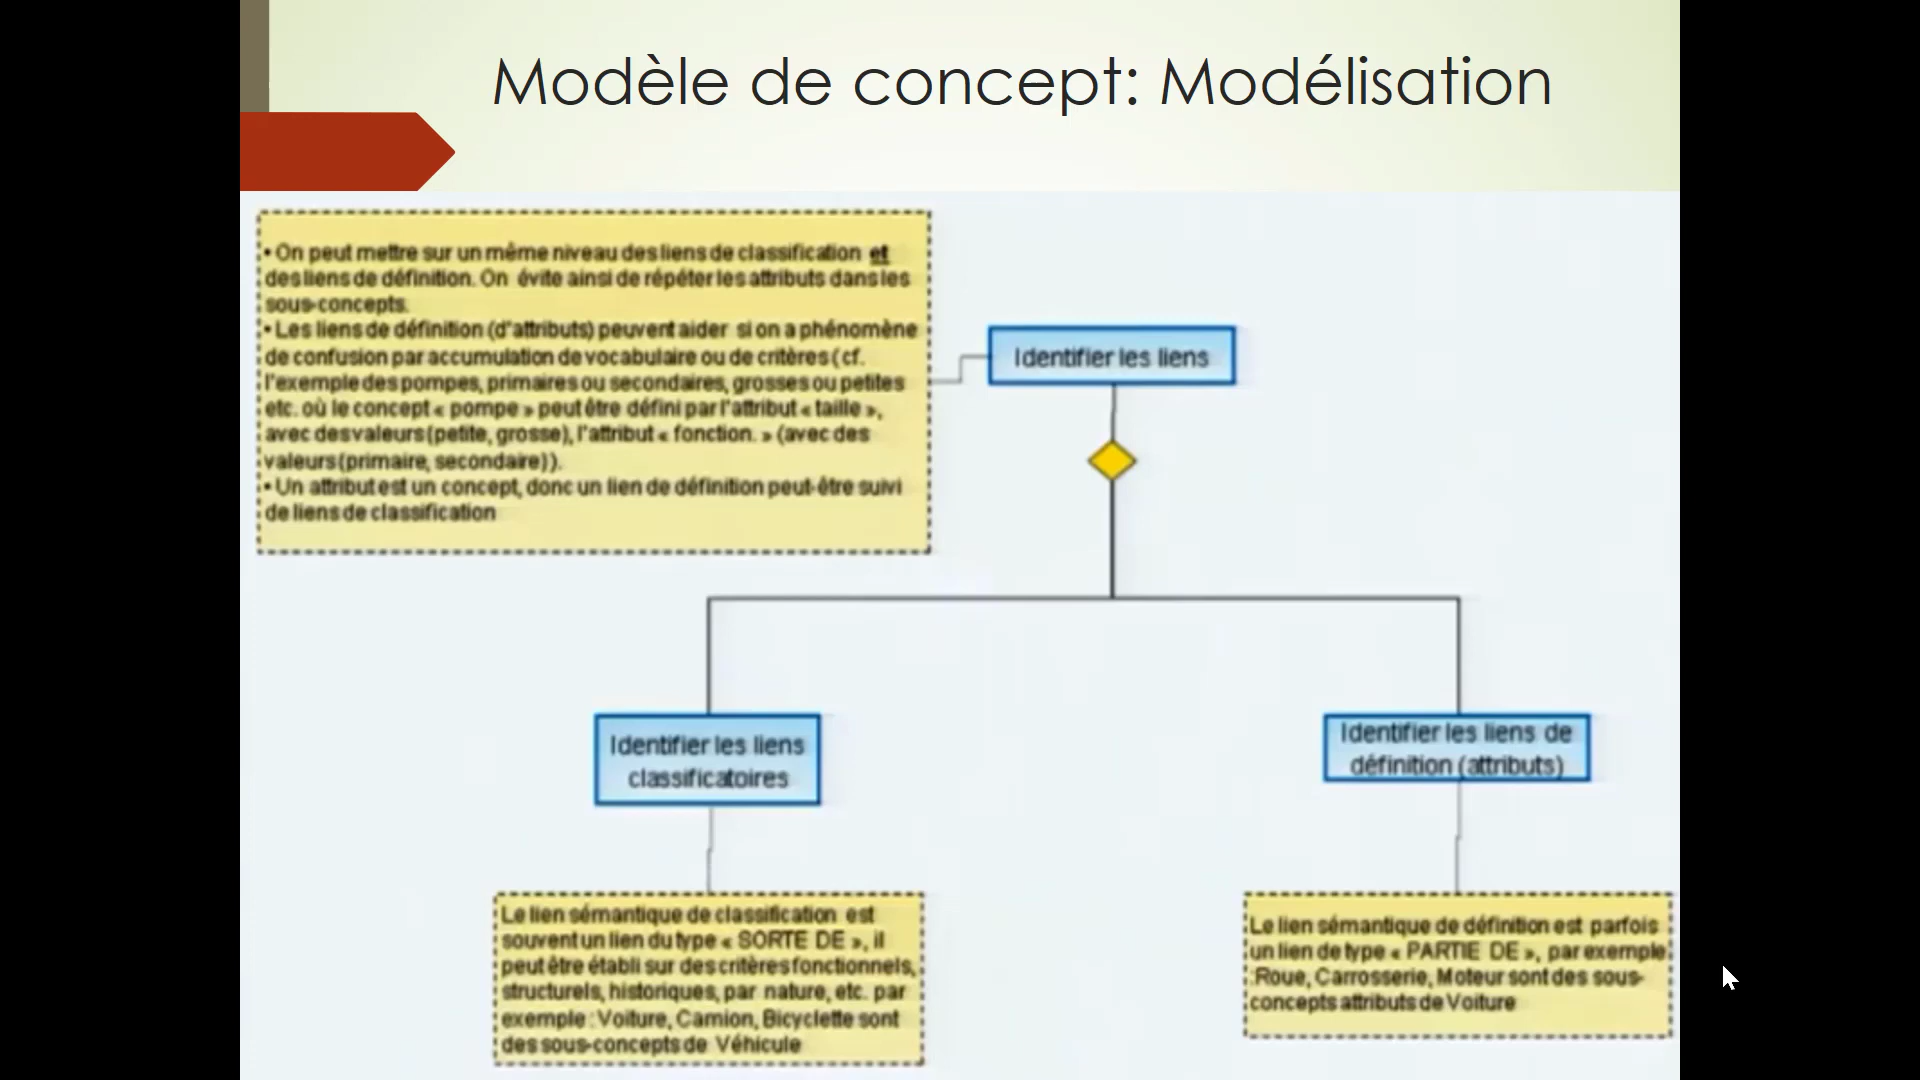 Modèle de concept: Modélisation
• On peut mettre sur un même niveau des liens de classification et
des liens de définition. On évite ainsi de répéter les attributs dans les
sous-concepts.
• Les liens de définition (d'attributs) peuvent aider si on a phénomène
de confusion par accumulation de vocabulaire ou de critères ( cf.
l'exemple des pompes, primaires ou secondaires, grosses ou petites
etc. où le concept « pompe » peut être défini par l'attribut « taille »,
avec des valeurs (petite, grosse), l'attribut « fonction. » (avec des
valeurs (primaire, secondaire)).
• Un attribut est un concept, donc un lien de définition peut-être suivi
de liens de classification
Identifier les liens
Identifier les liens
classificatoires
Identifier les liens de
définition (attributs)
Le lien sémantique de classification est
souvent un lien du type « SORTE DE », il
peut être établi sur des critères fonctionnels,
structurels, historiques, par nature, etc. par
exemple : Voiture, Camion, Bicyclette sont
des sous-concepts de Véhicule
Le lien sémantique de définition est parfois
un lien de type « PARTIE DE », par exemple
: Roue, Carrosserie, Moteur sont des sous-
concepts attributs de Voiture